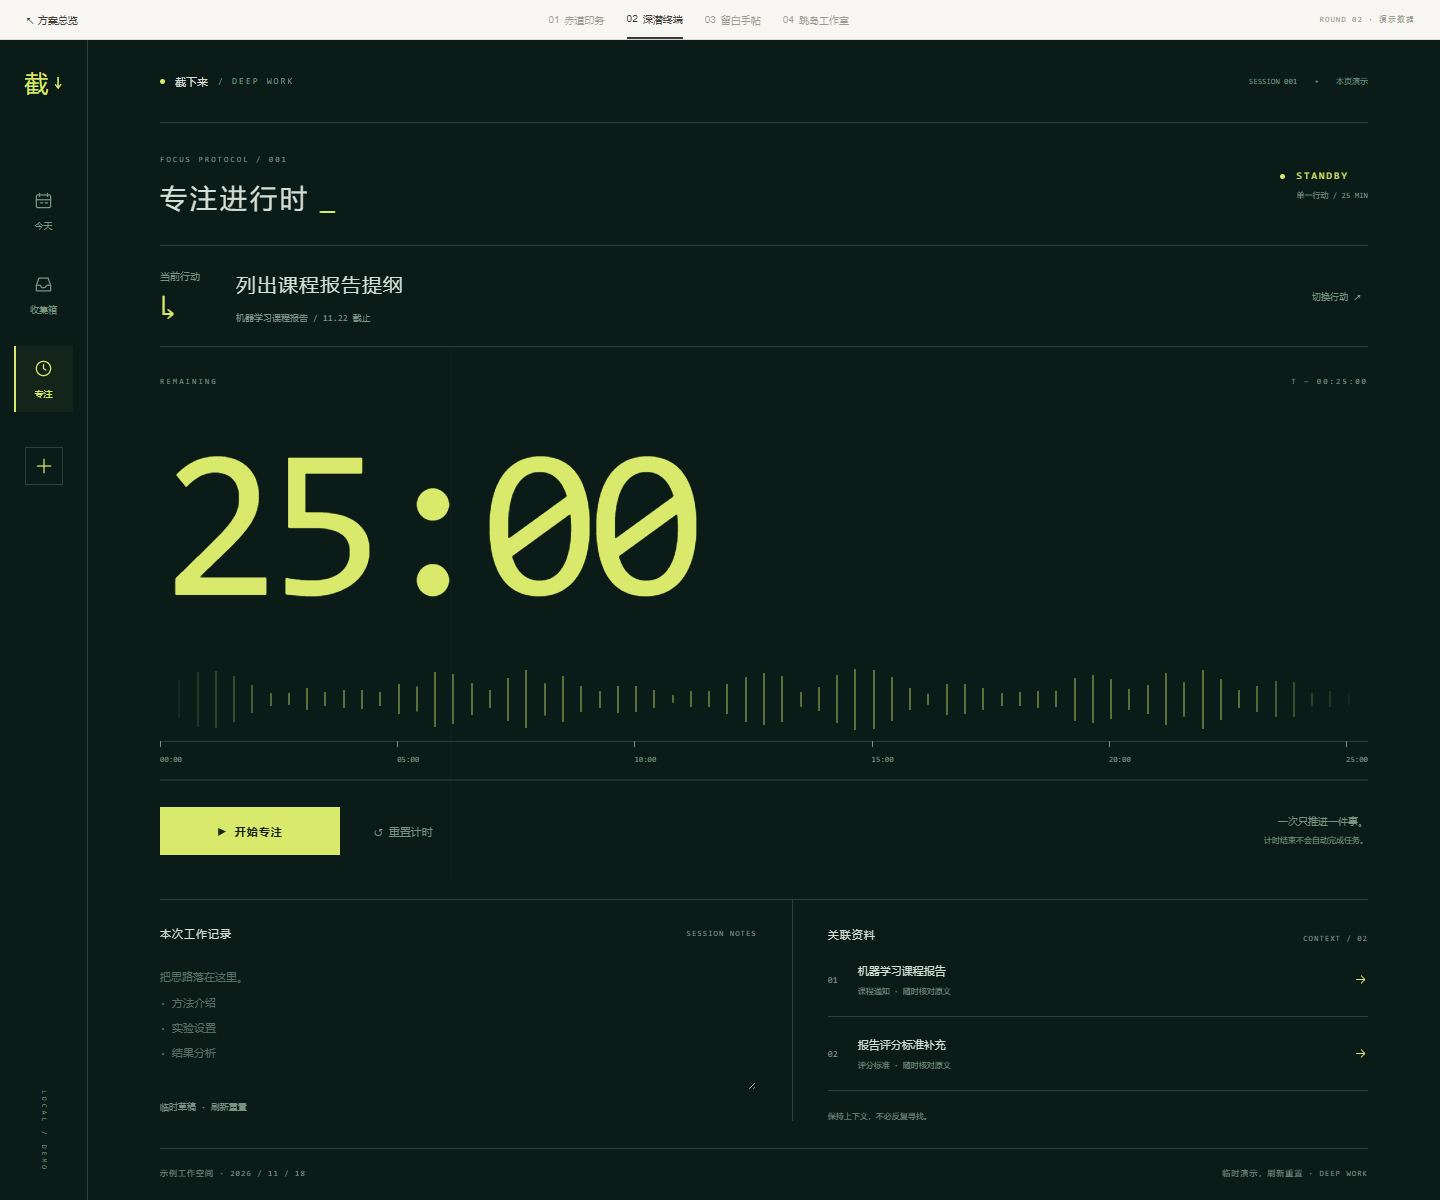 ↖ 方案总览
01 赤道印务
02 深潜终端
03 留白手帖
04 跳岛工作室
ROUND 02 · 演示数据
截↓
截下来 / DEEP WORK
SESSION 001 • 本页演示
FOCUS PROTOCOL / 001
专注进行时 _
STANDBY
单一行动 / 25 MIN
今天
收集箱
专注
当前行动
↳
列出课程报告提纲
机器学习课程报告 / 11.22 截止
切换行动 ↗
REMAINING
T − 00:25:00
25:00
00:00 05:00 10:00 15:00 20:00 25:00
▶ 开始专注
↺ 重置计时
一次只推进一件事。
计时结束不会自动完成任务。
本次工作记录
SESSION NOTES
把思路落在这里。
· 方法介绍
· 实验设置
· 结果分析
临时草稿 · 刷新重置
关联资料
CONTEXT / 02
01 机器学习课程报告 →
课程通知 · 随时核对原文
02 报告评分标准补充 →
评分标准 · 随时核对原文
保持上下文，不必反复寻找。
LOCAL / DEMO
示例工作空间 · 2026 / 11 / 18
临时演示，刷新重置 · DEEP WORK